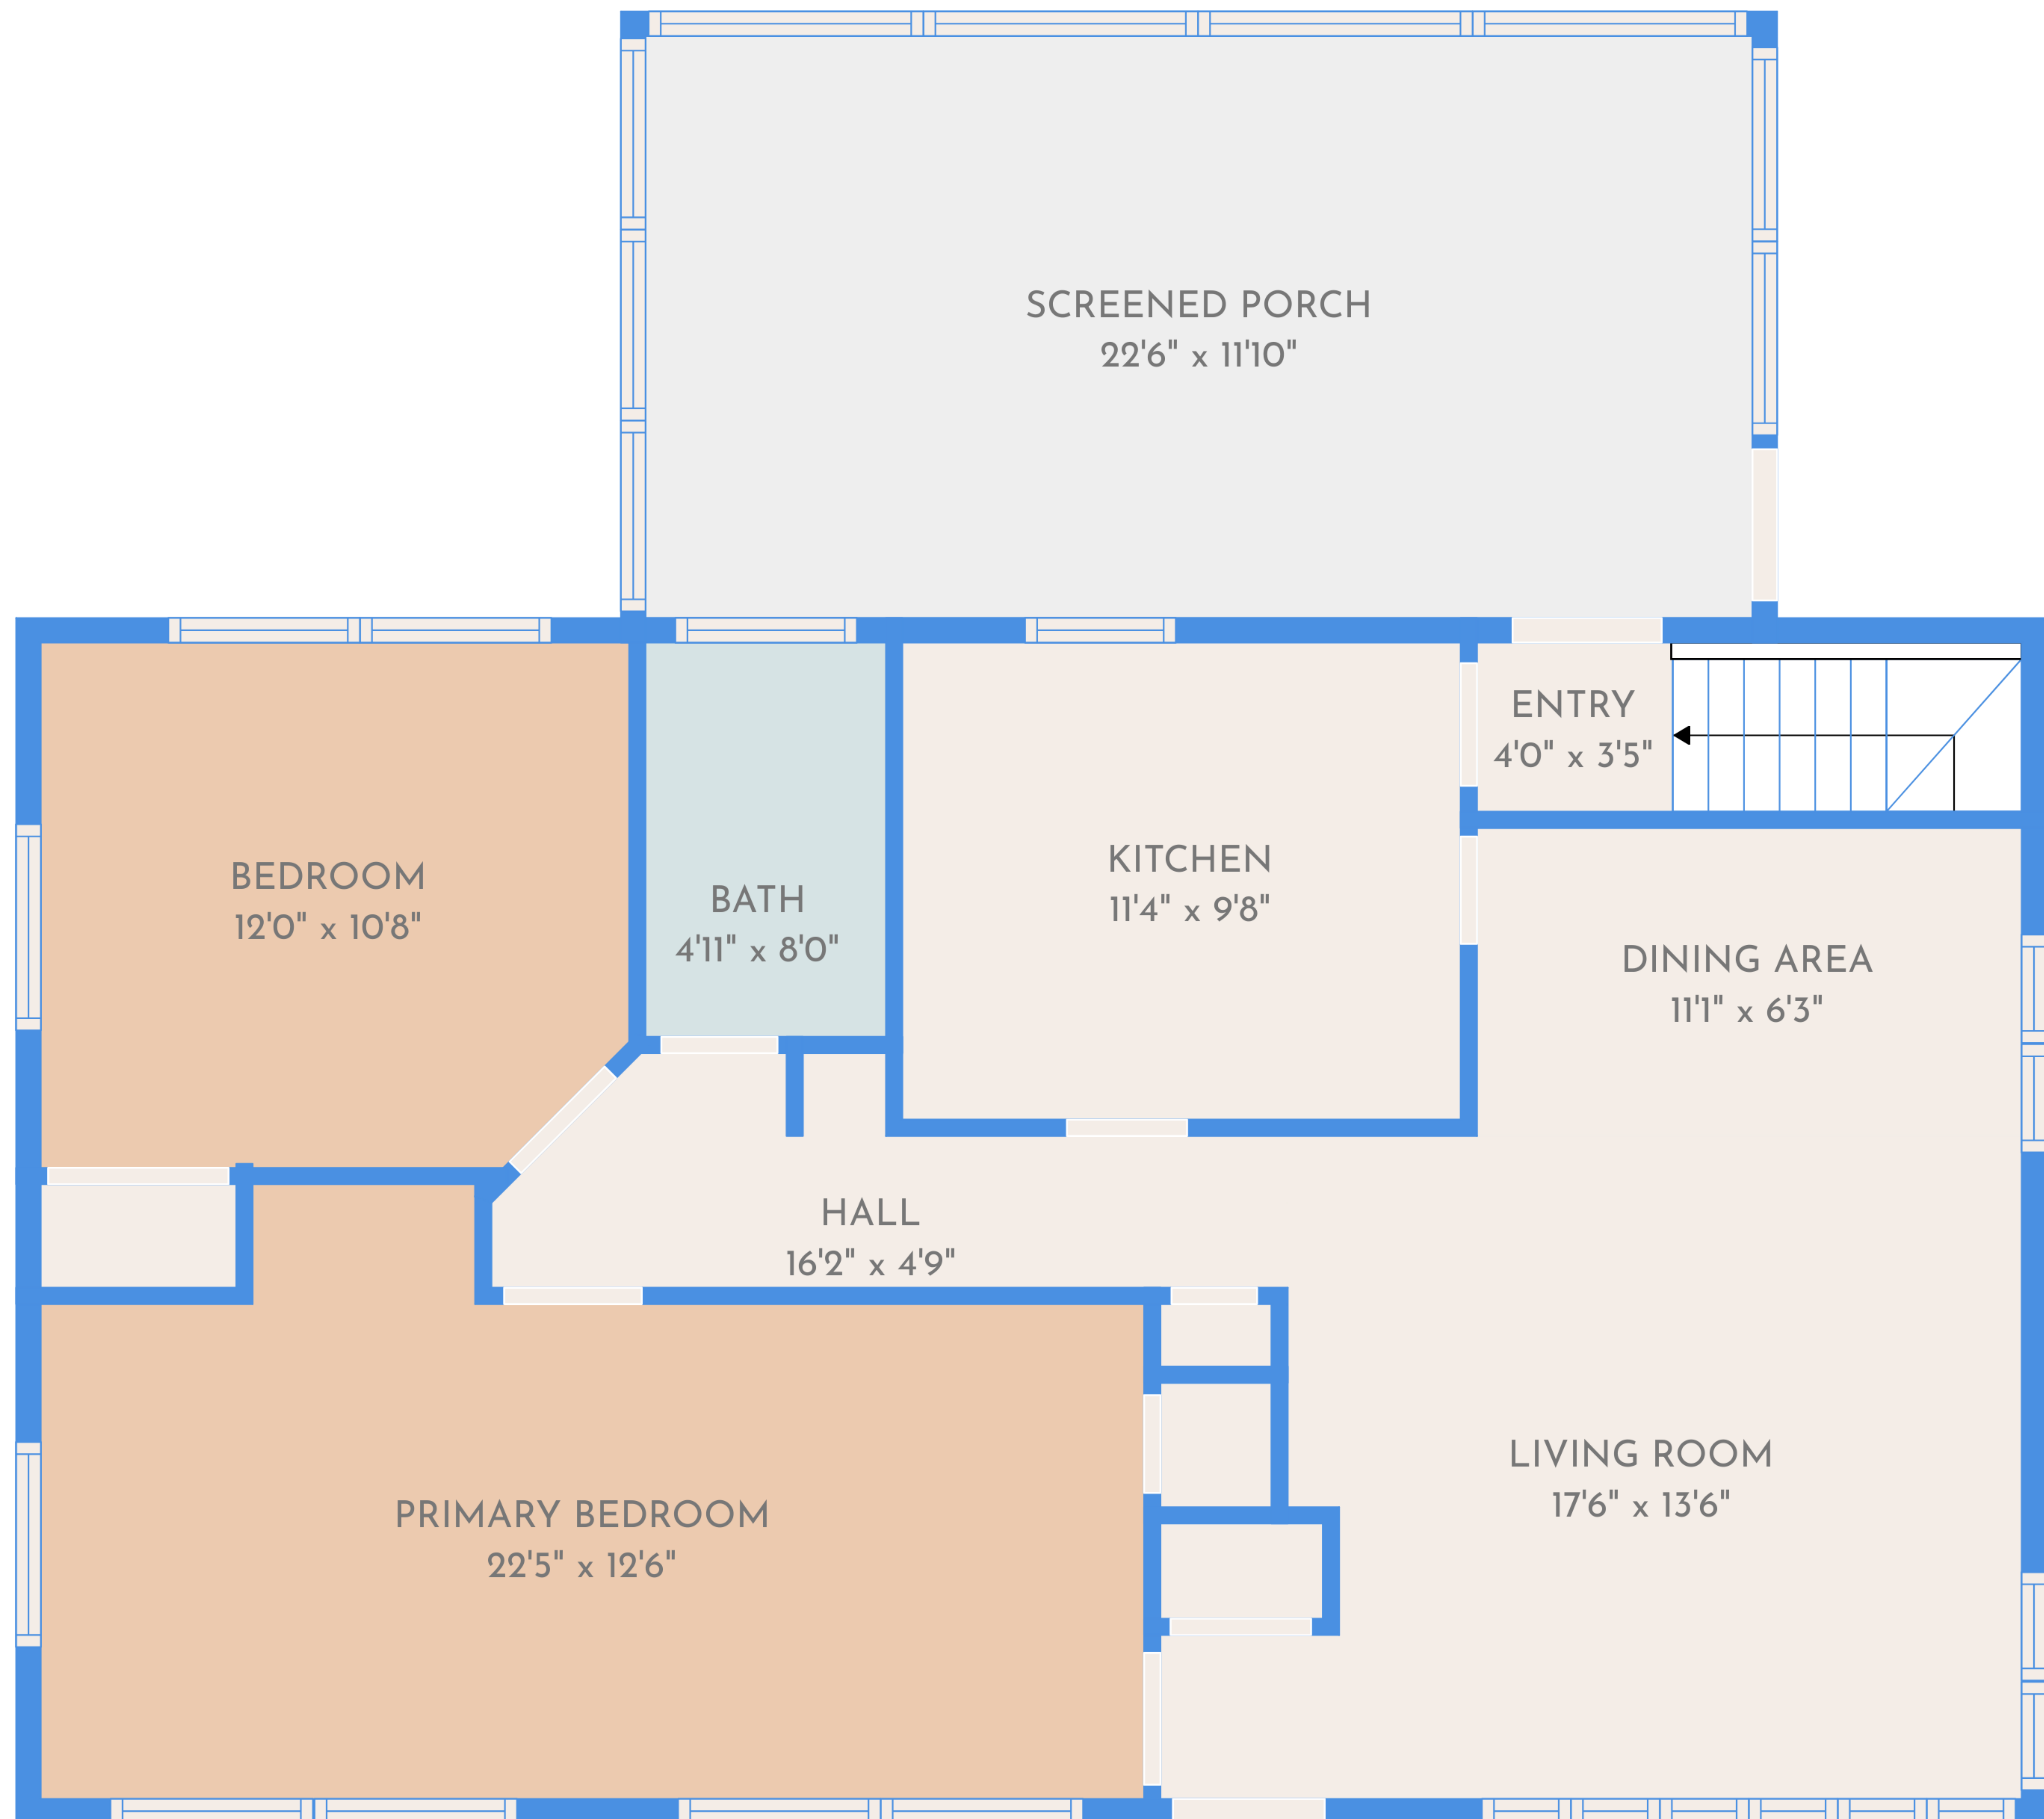 SCREENED PORCH
22'6" x 11'10"
ENTRY
4'0" x 3'5"
BEDROOM
12'0" x 10'8"
BATH
4'11" x 8'0"
KITCHEN
11'4" x 9'8"
DINING AREA
11'1" x 6'3"
HALL
16'2" x 4'9"
LIVING ROOM
17'6" x 13'6"
PRIMARY BEDROOM
22'5" x 12'6"